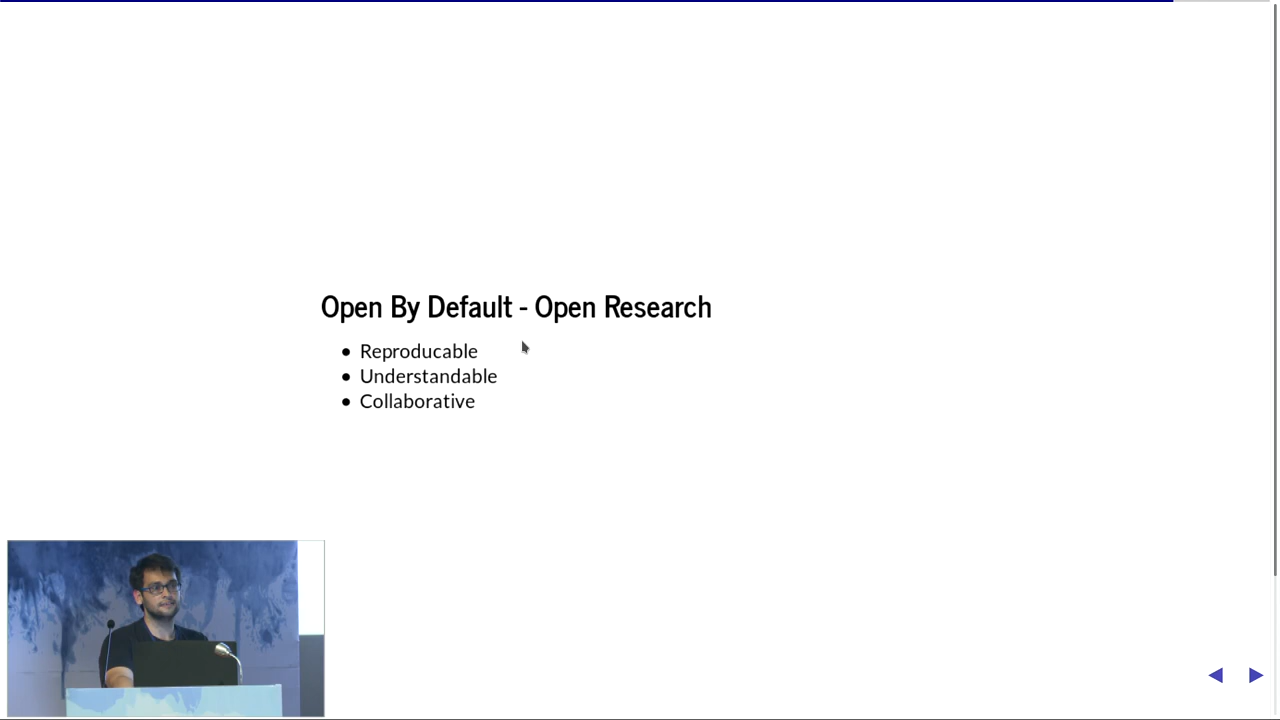 Open By Default - Open Research
• Reproducable
• Understandable
• Collaborative